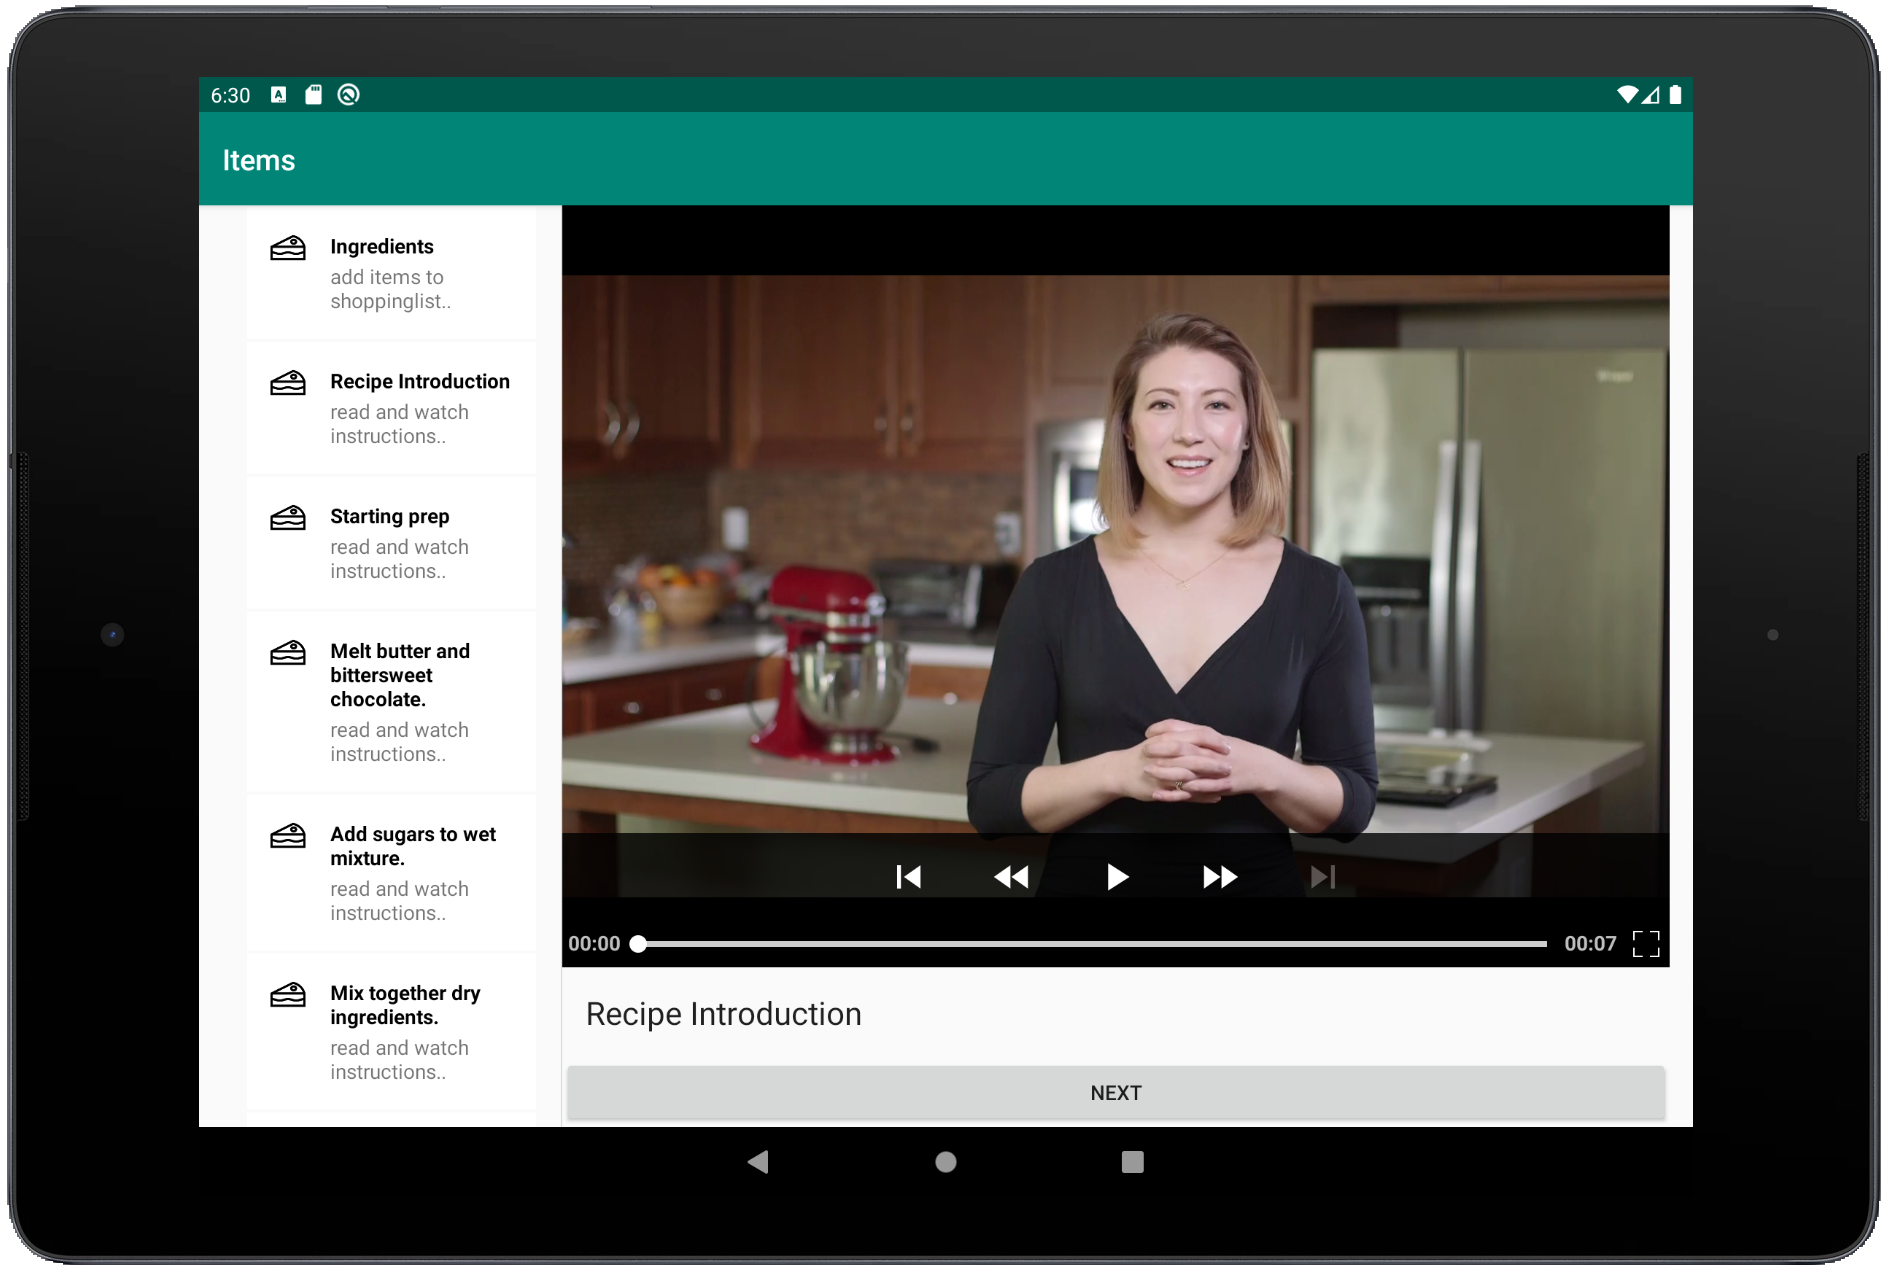 6:30
A
Items
Ingredients
add items to
shoppinglist..
Recipe Introduction
read and watch
instructions..
Starting prep
read and watch
instructions..
Melt butter and
bittersweet
chocolate.
read and watch
instructions..
Add sugars to wet
mixture.
read and watch
instructions..
Mix together dry
ingredients.
read and watch
instructions..
00:00
00:07
Recipe Introduction
NEXT